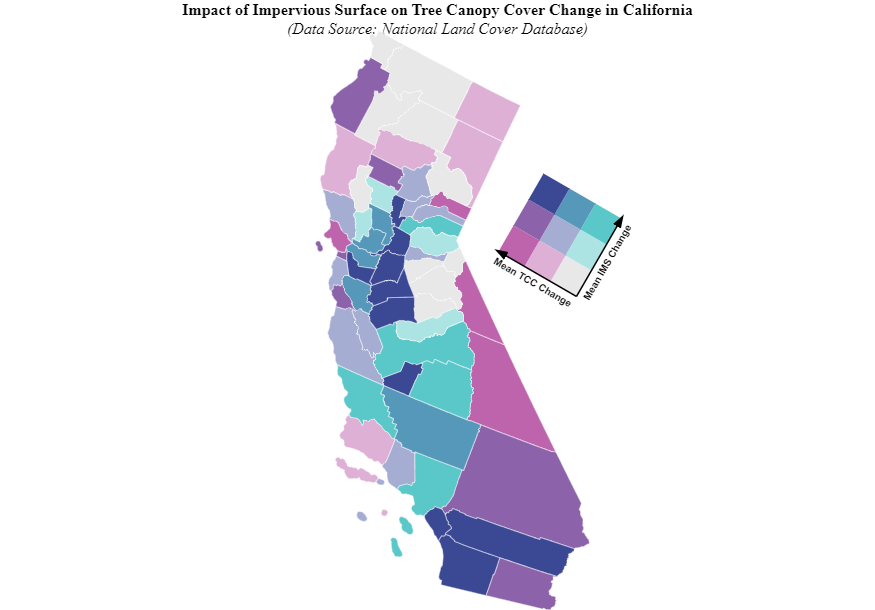 Impact of Impervious Surface on Tree Canopy Cover Change in California
(Data Source: National Land Cover Database)
Mean TCC Change
Mean IMS Change